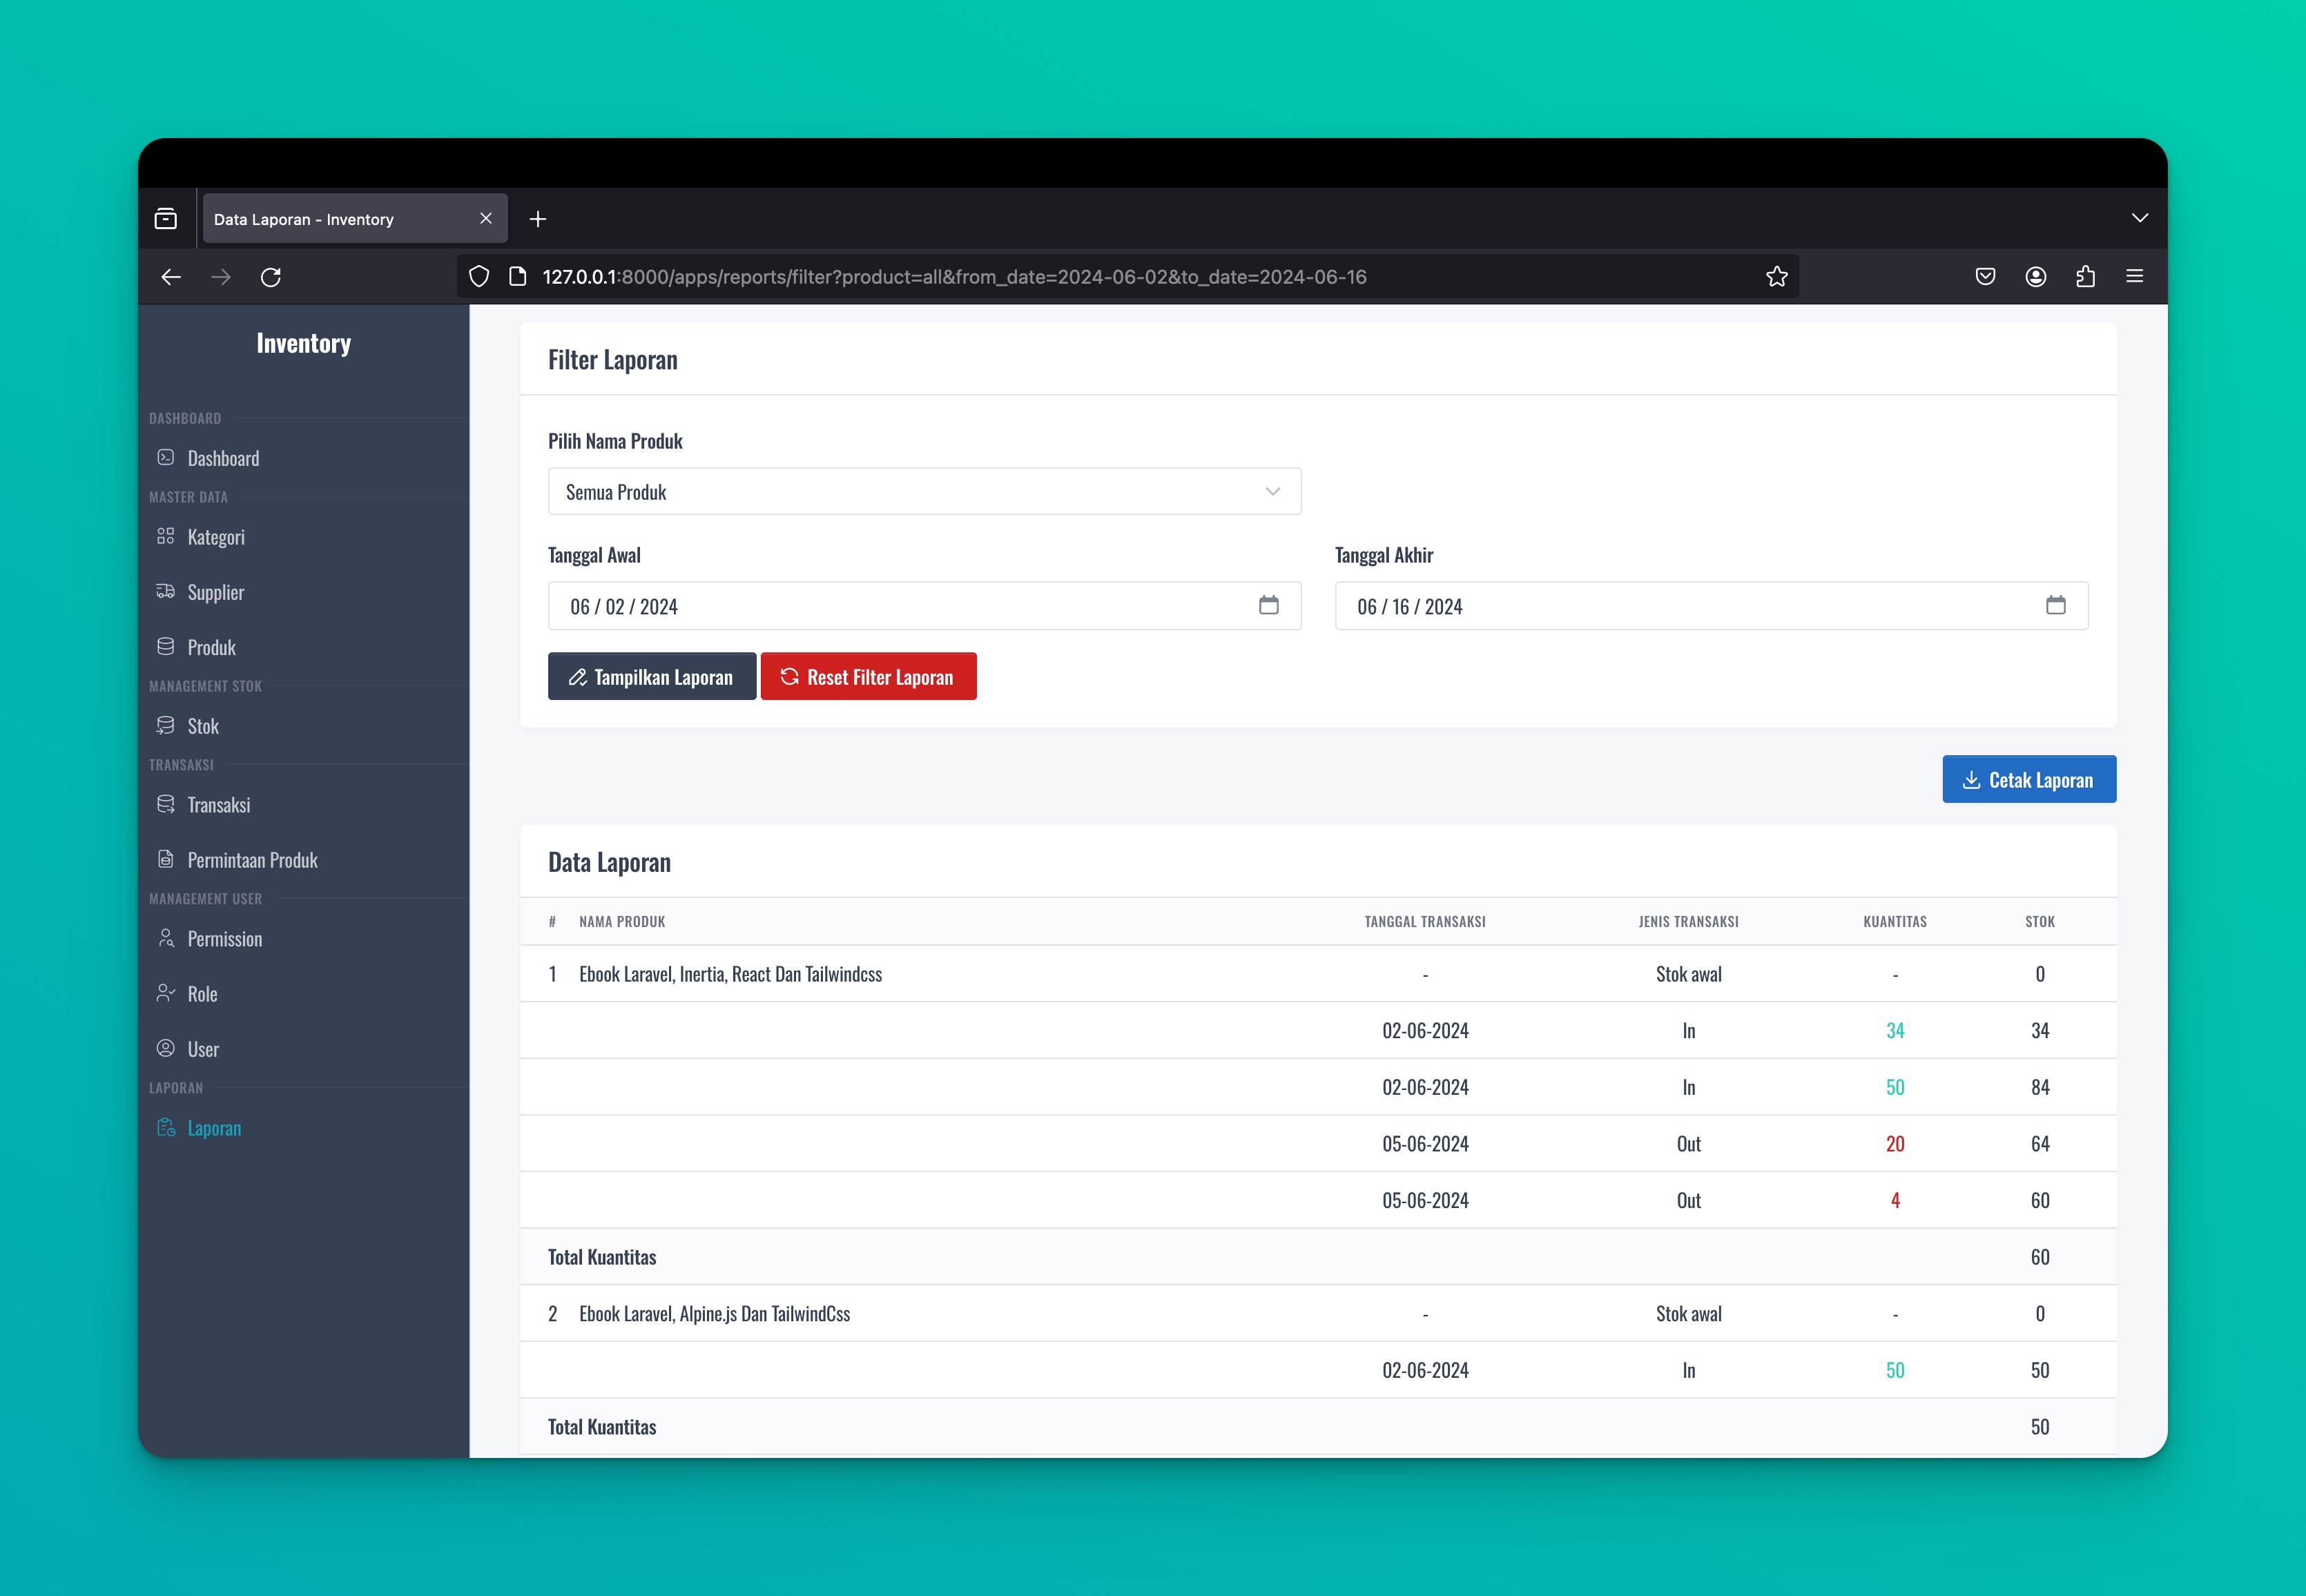 Data Laporan - Inventory
127.0.0.1:8000/apps/reports/filter?product=all&from_date=2024-06-02&to_date=2024-06-16
Inventory
DASHBOARD
Dashboard
MASTER DATA
Kategori
Supplier
Produk
MANAGEMENT STOK
Stok
TRANSAKSI
Transaksi
Permintaan Produk
MANAGEMENT USER
Permission
Role
User
LAPORAN
Laporan
Filter Laporan
Pilih Nama Produk
Semua Produk
Tanggal Awal Tanggal Akhir
06 / 02 / 2024 06 / 16 / 2024
Tampilkan Laporan Reset Filter Laporan
Cetak Laporan
Data Laporan
# NAMA PRODUK TANGGAL TRANSAKSI JENIS TRANSAKSI KUANTITAS STOK
1 Ebook Laravel, Inertia, React Dan Tailwindcss - Stok awal - 0
02-06-2024 In 34 34
02-06-2024 In 50 84
05-06-2024 Out 20 64
05-06-2024 Out 4 60
Total Kuantitas 60
2 Ebook Laravel, Alpine.js Dan TailwindCss - Stok awal - 0
02-06-2024 In 50 50
Total Kuantitas 50